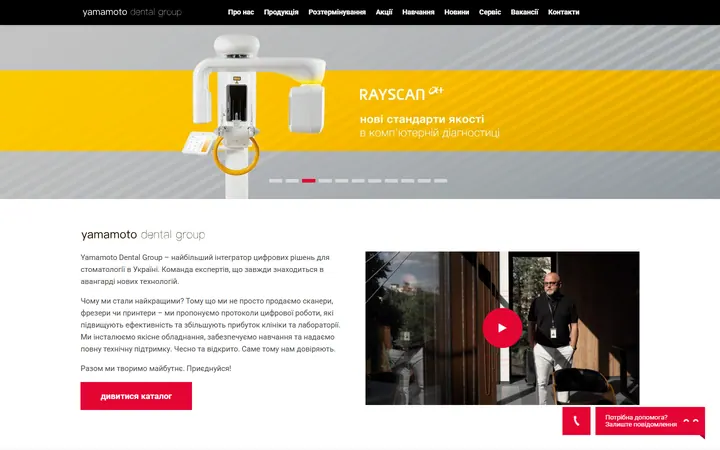 yamamoto dental group
Про нас Продукція Розтермінування Акції Навчання Новини Сервіс Вакансії Контакти
RAYSCAN α+
нові стандарти якості
в комп'ютерній діагностиці
yamamoto dental group
Yamamoto Dental Group – найбільший інтегратор цифрових рішень для
стоматології в Україні. Команда експертів, що завжди знаходиться в
авангарді нових технологій.
Чому ми стали найкращими? Тому що ми не просто продаємо сканери,
фрезери чи принтери – ми пропонуємо протоколи цифрової роботи, які
підвищують ефективність та збільшують прибуток клініки та лабораторії.
Ми інсталюємо якісне обладнання, забезпечуємо навчання та надаємо
повну технічну підтримку. Чесно та відкрито. Саме тому нам довіряють.
Разом ми творимо майбутнє. Приєднуйся!
дивитися каталог
Потрібна допомога?
Залиште повідомлення